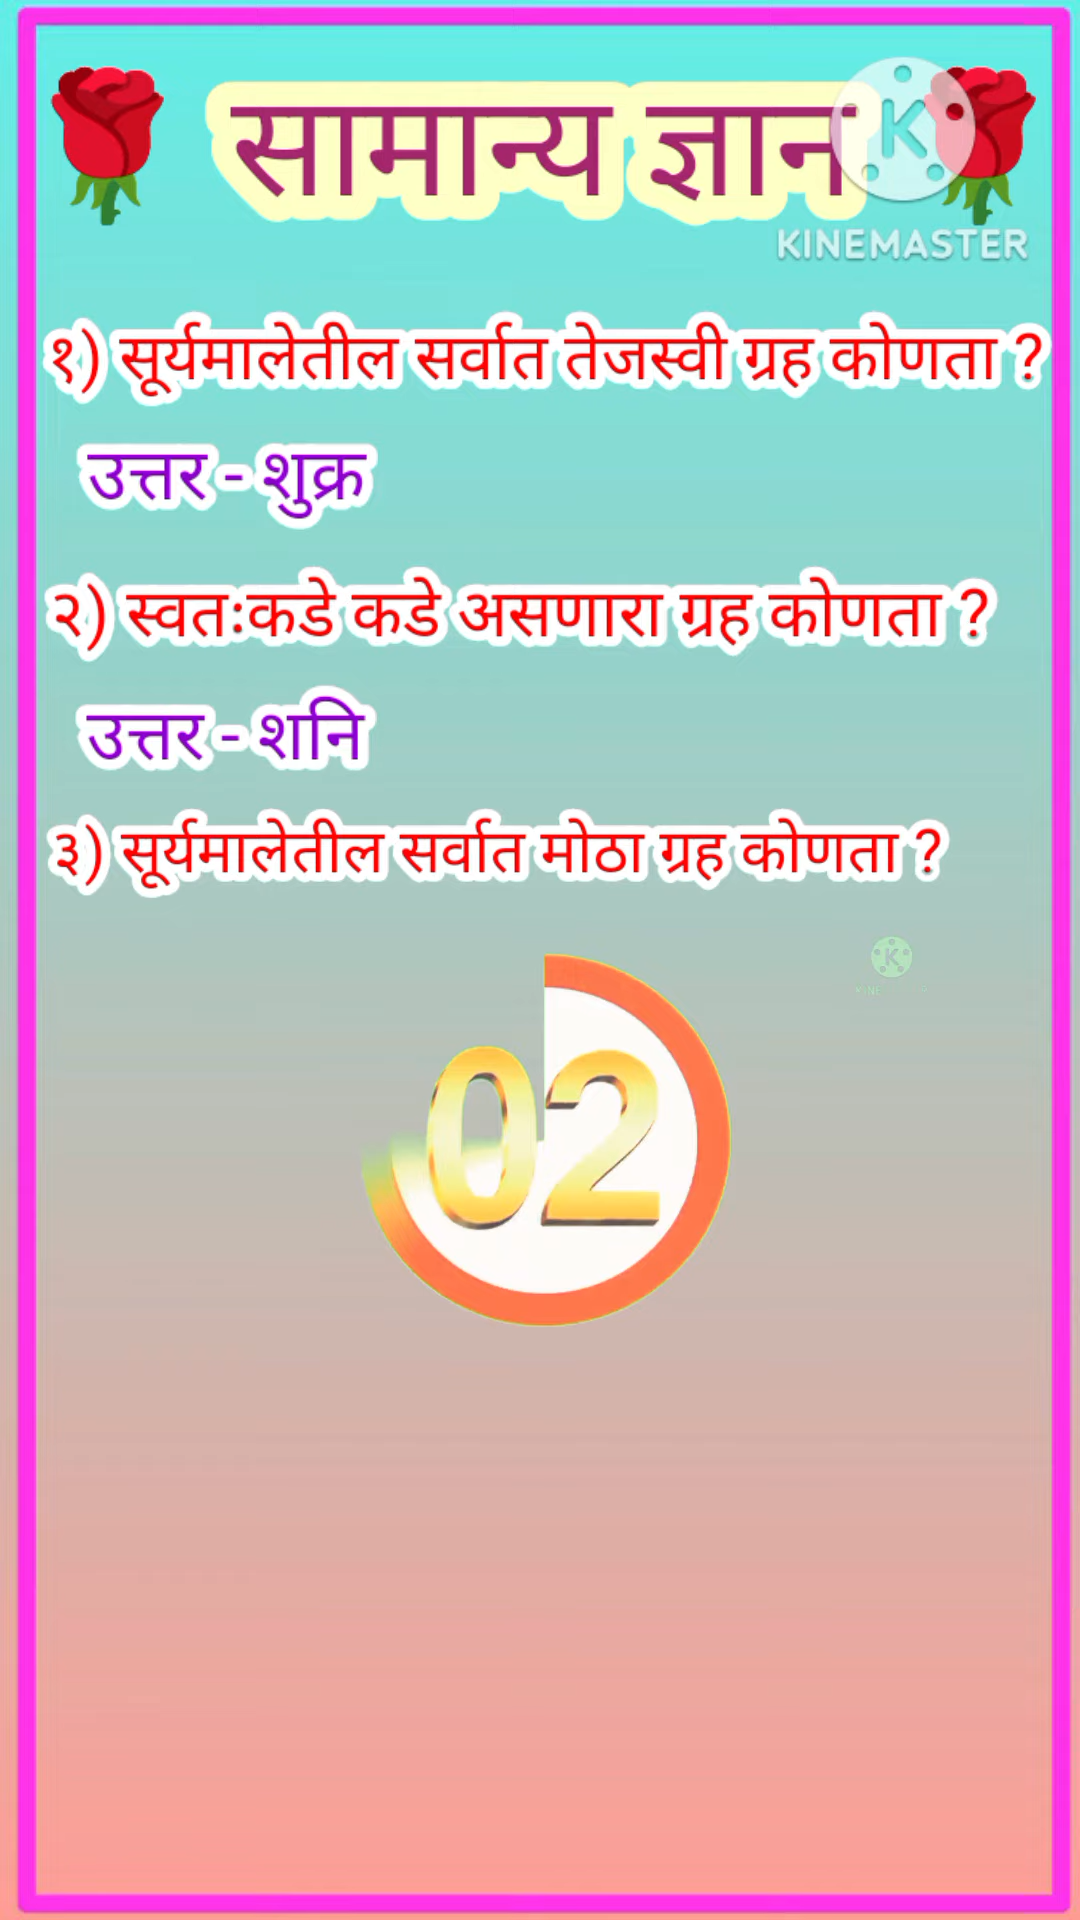 सामान्य ज्ञान
KINEMASTER
१) सूर्यमालेतील सर्वात तेजस्वी ग्रह कोणता ?
उत्तर - शुक्र
२) स्वतःकडे कडे असणारा ग्रह कोणता ?
उत्तर - शनि
३) सूर्यमालेतील सर्वात मोठा ग्रह कोणता ?
02